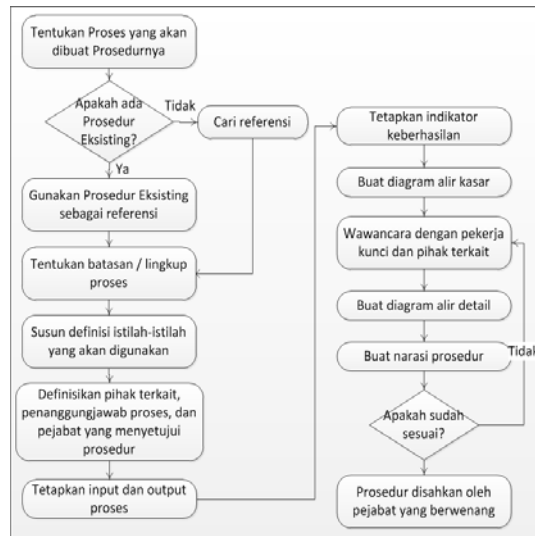 Tentukan Proses yang akan
dibuat Prosedurnya
Apakah ada
Prosedur
Eksisting?
Tidak
Cari referensi
Ya
Gunakan Prosedur Eksisting
sebagai referensi
Tentukan batasan / lingkup
proses
Susun definisi istilah-istilah
yang akan digunakan
Definisikan pihak terkait,
penanggungjawab proses, dan
pejabat yang menyetujui
prosedur
Tetapkan input dan output
proses
Tetapkan indikator
keberhasilan
Buat diagram alir kasar
Wawancara dengan pekerja
kunci dan pihak terkait
Buat diagram alir detail
Buat narasi prosedur
Tidak
Apakah sudah
sesuai?
Prosedur disahkan oleh
pejabat yang berwenang